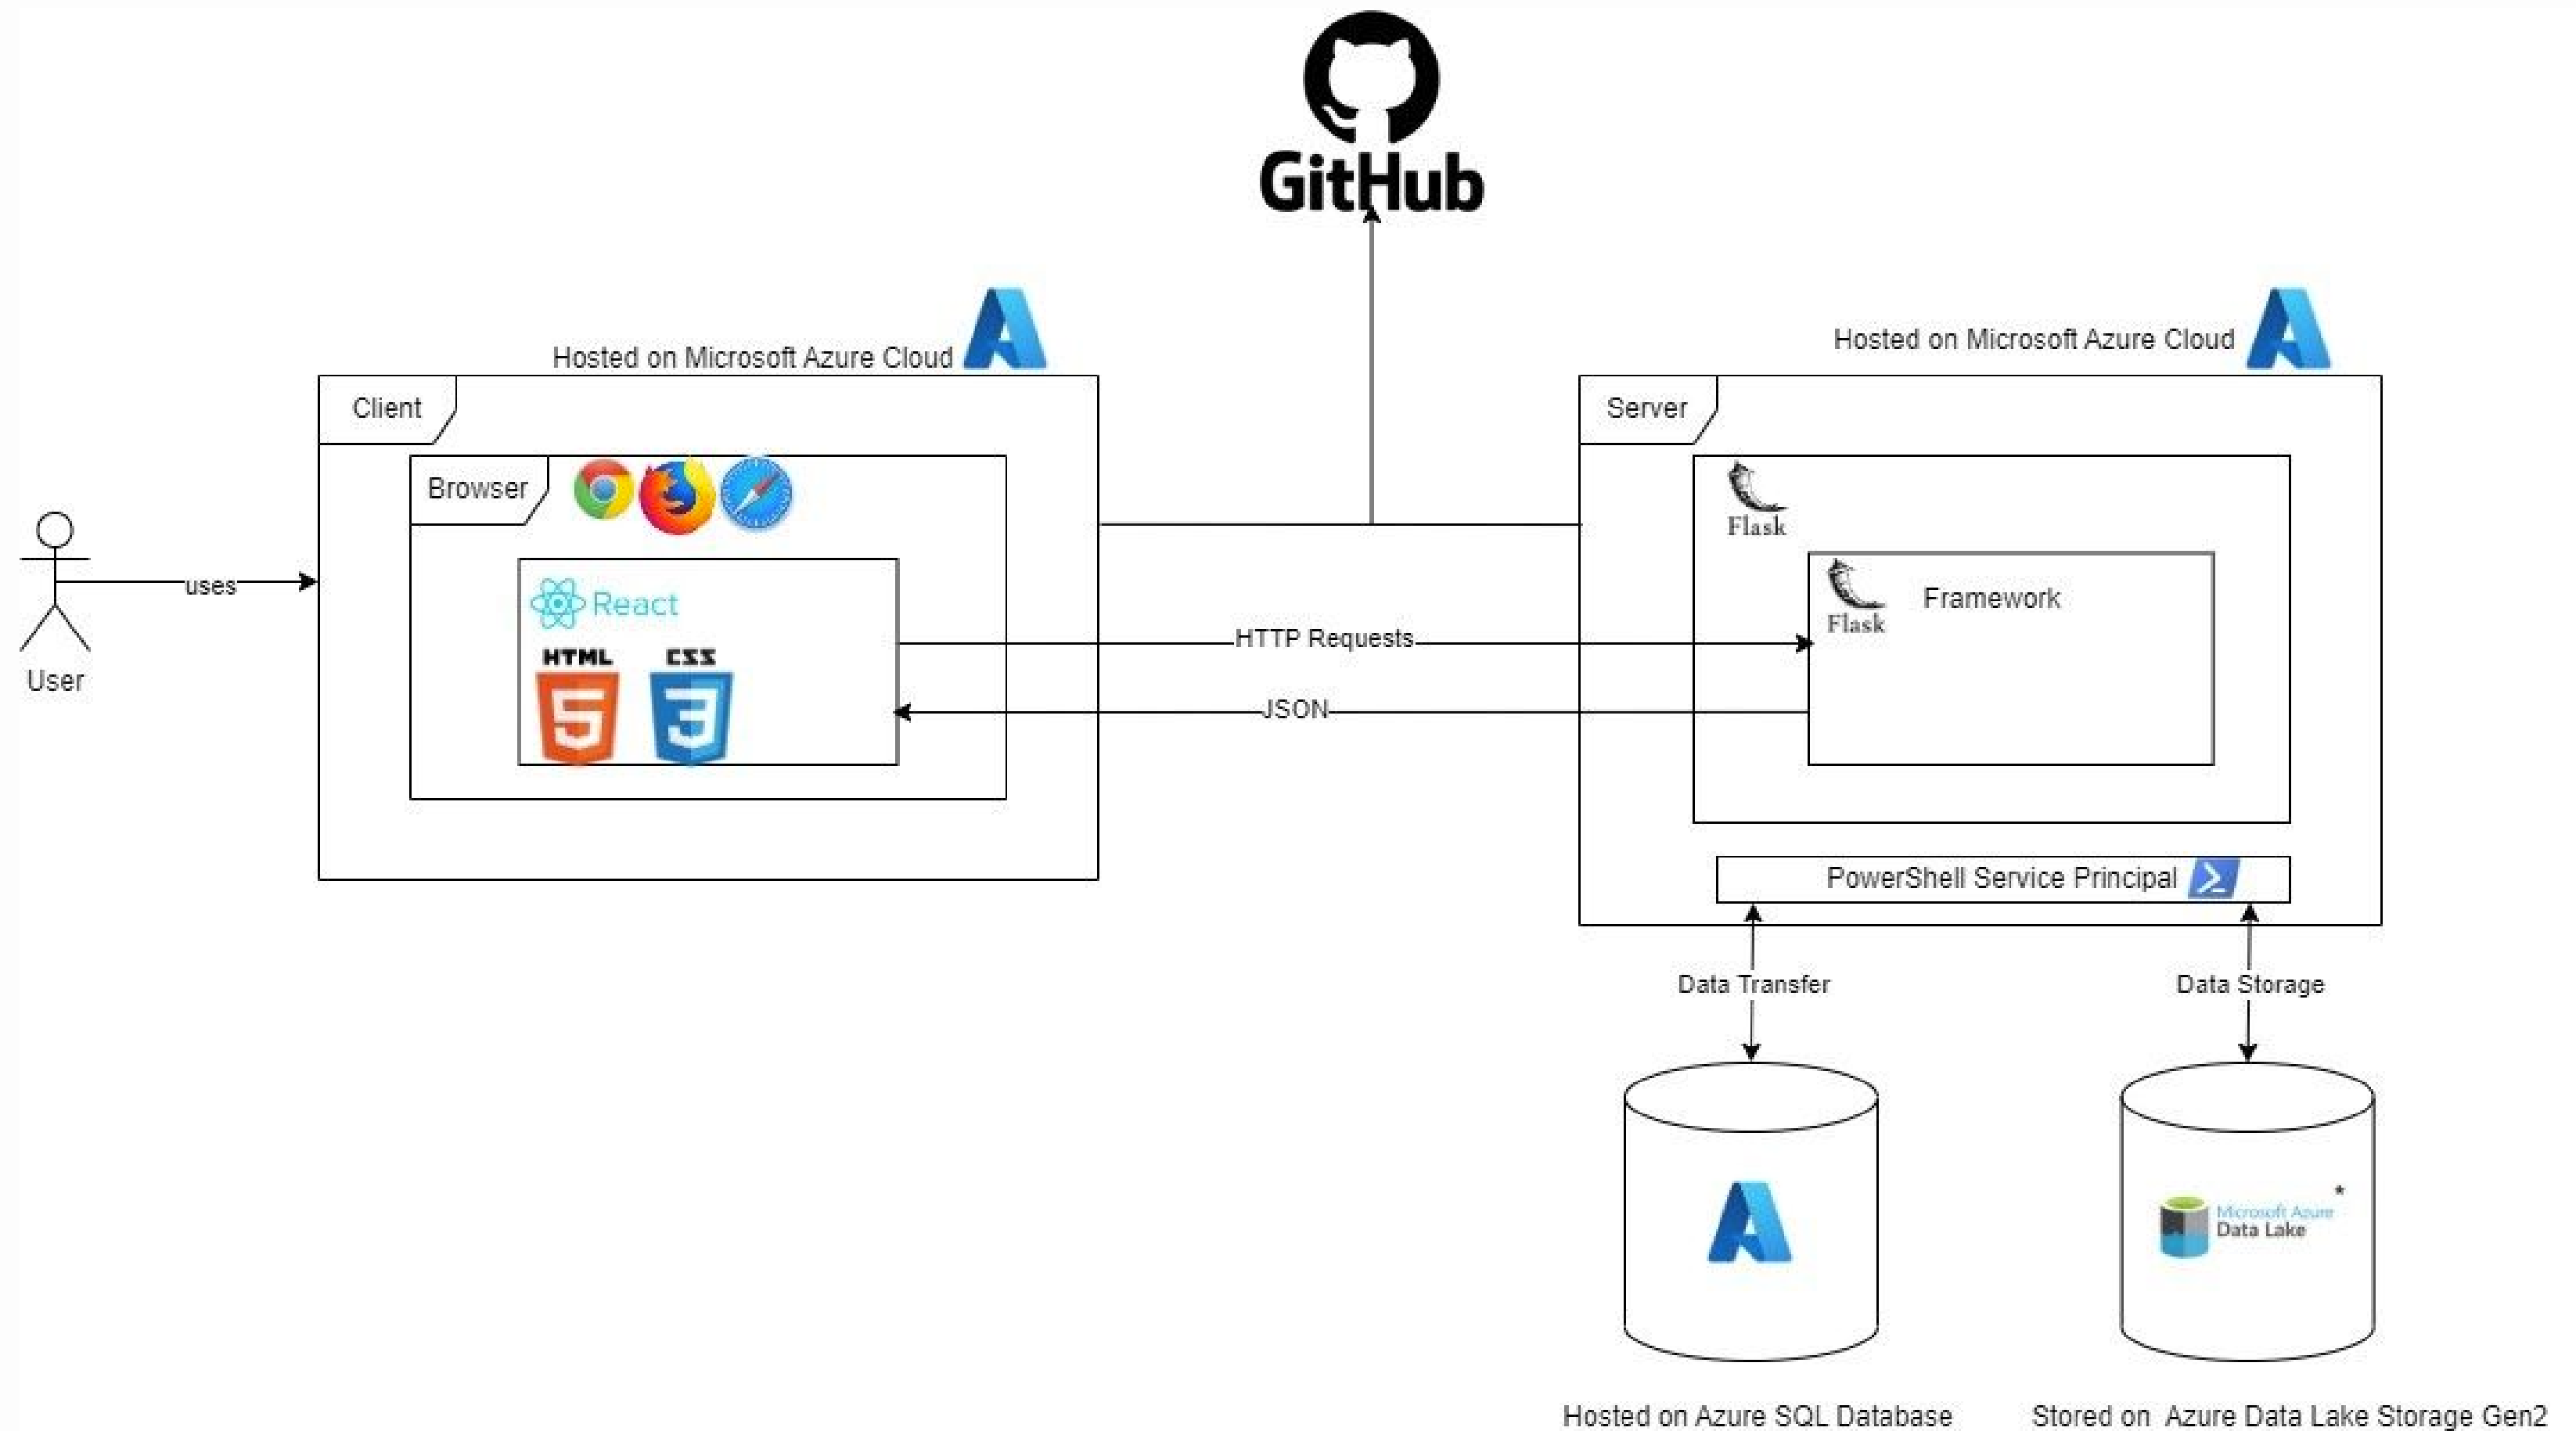 GitHub
Hosted on Microsoft Azure Cloud
Hosted on Microsoft Azure Cloud
Client
Server
Browser
Flask
uses
React
Flask
Framework
HTTP Requests
HTML
CSS
5
3
User
JSON
PowerShell Service Principal
Data Transfer
Data Storage
*
Microsoft Azure
Data Lake
Hosted on Azure SQL Database
Stored on Azure Data Lake Storage Gen2